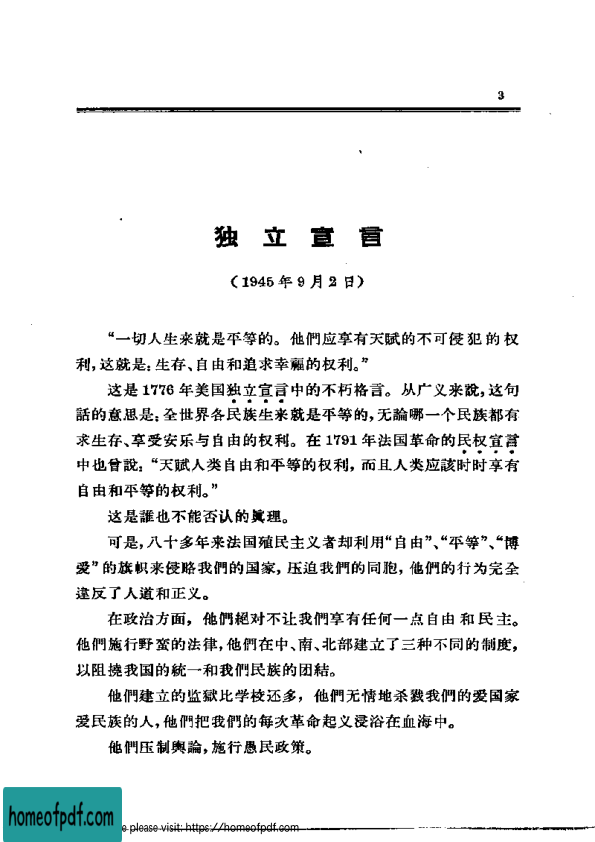 3
独立宣言
（1945年9月2日）
“一切人生来就是平等的。他們应享有天賦的不可侵犯的权
利，这就是：生存、自由和追求幸福的权利。”
这是1776年美国独立宣言中的不朽格言。从广义来說，这句
話的意思是：全世界各民族生来就是平等的，无論哪一个民族都有
求生存、享受安乐与自由的权利。在1791年法国革命的民权宣言
中也曾說：“天賦人类自由和平等的权利，而且人类应該时时享有
自由和平等的权利。”
这是誰也不能否认的眞理。
可是，八十多年来法国殖民主义者却利用“自由”、“平等”、“博
爱”的旗帜来侵略我們的国家，压迫我們的同胞，他們的行为完全
違反了人道和正义。
在政治方面，他們絕对不让我們享有任何一点自由和民主。
他們施行野蛮的法律，他們在中、南、北部建立了三种不同的制度，
以阻撓我国的統一和我們民族的团結。
他們建立的监獄比学校还多，他們无情地杀戮我們的爱国家
爱民族的人，他們把我們的每次革命起义浸浴在血海中。
他們压制輿論，施行愚民政策。
homeofpdf.com
e please visit: https://homeofpdf.com